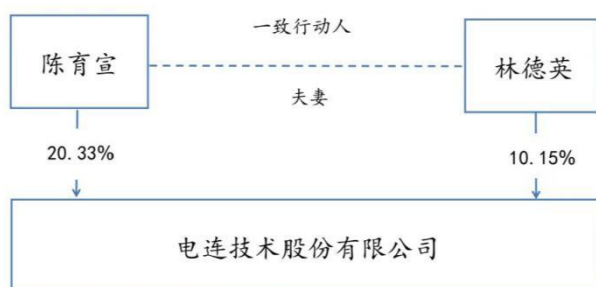 一致行动人
陈育宣
林德英
夫妻
20.33%
10.15%
电连技术股份有限公司